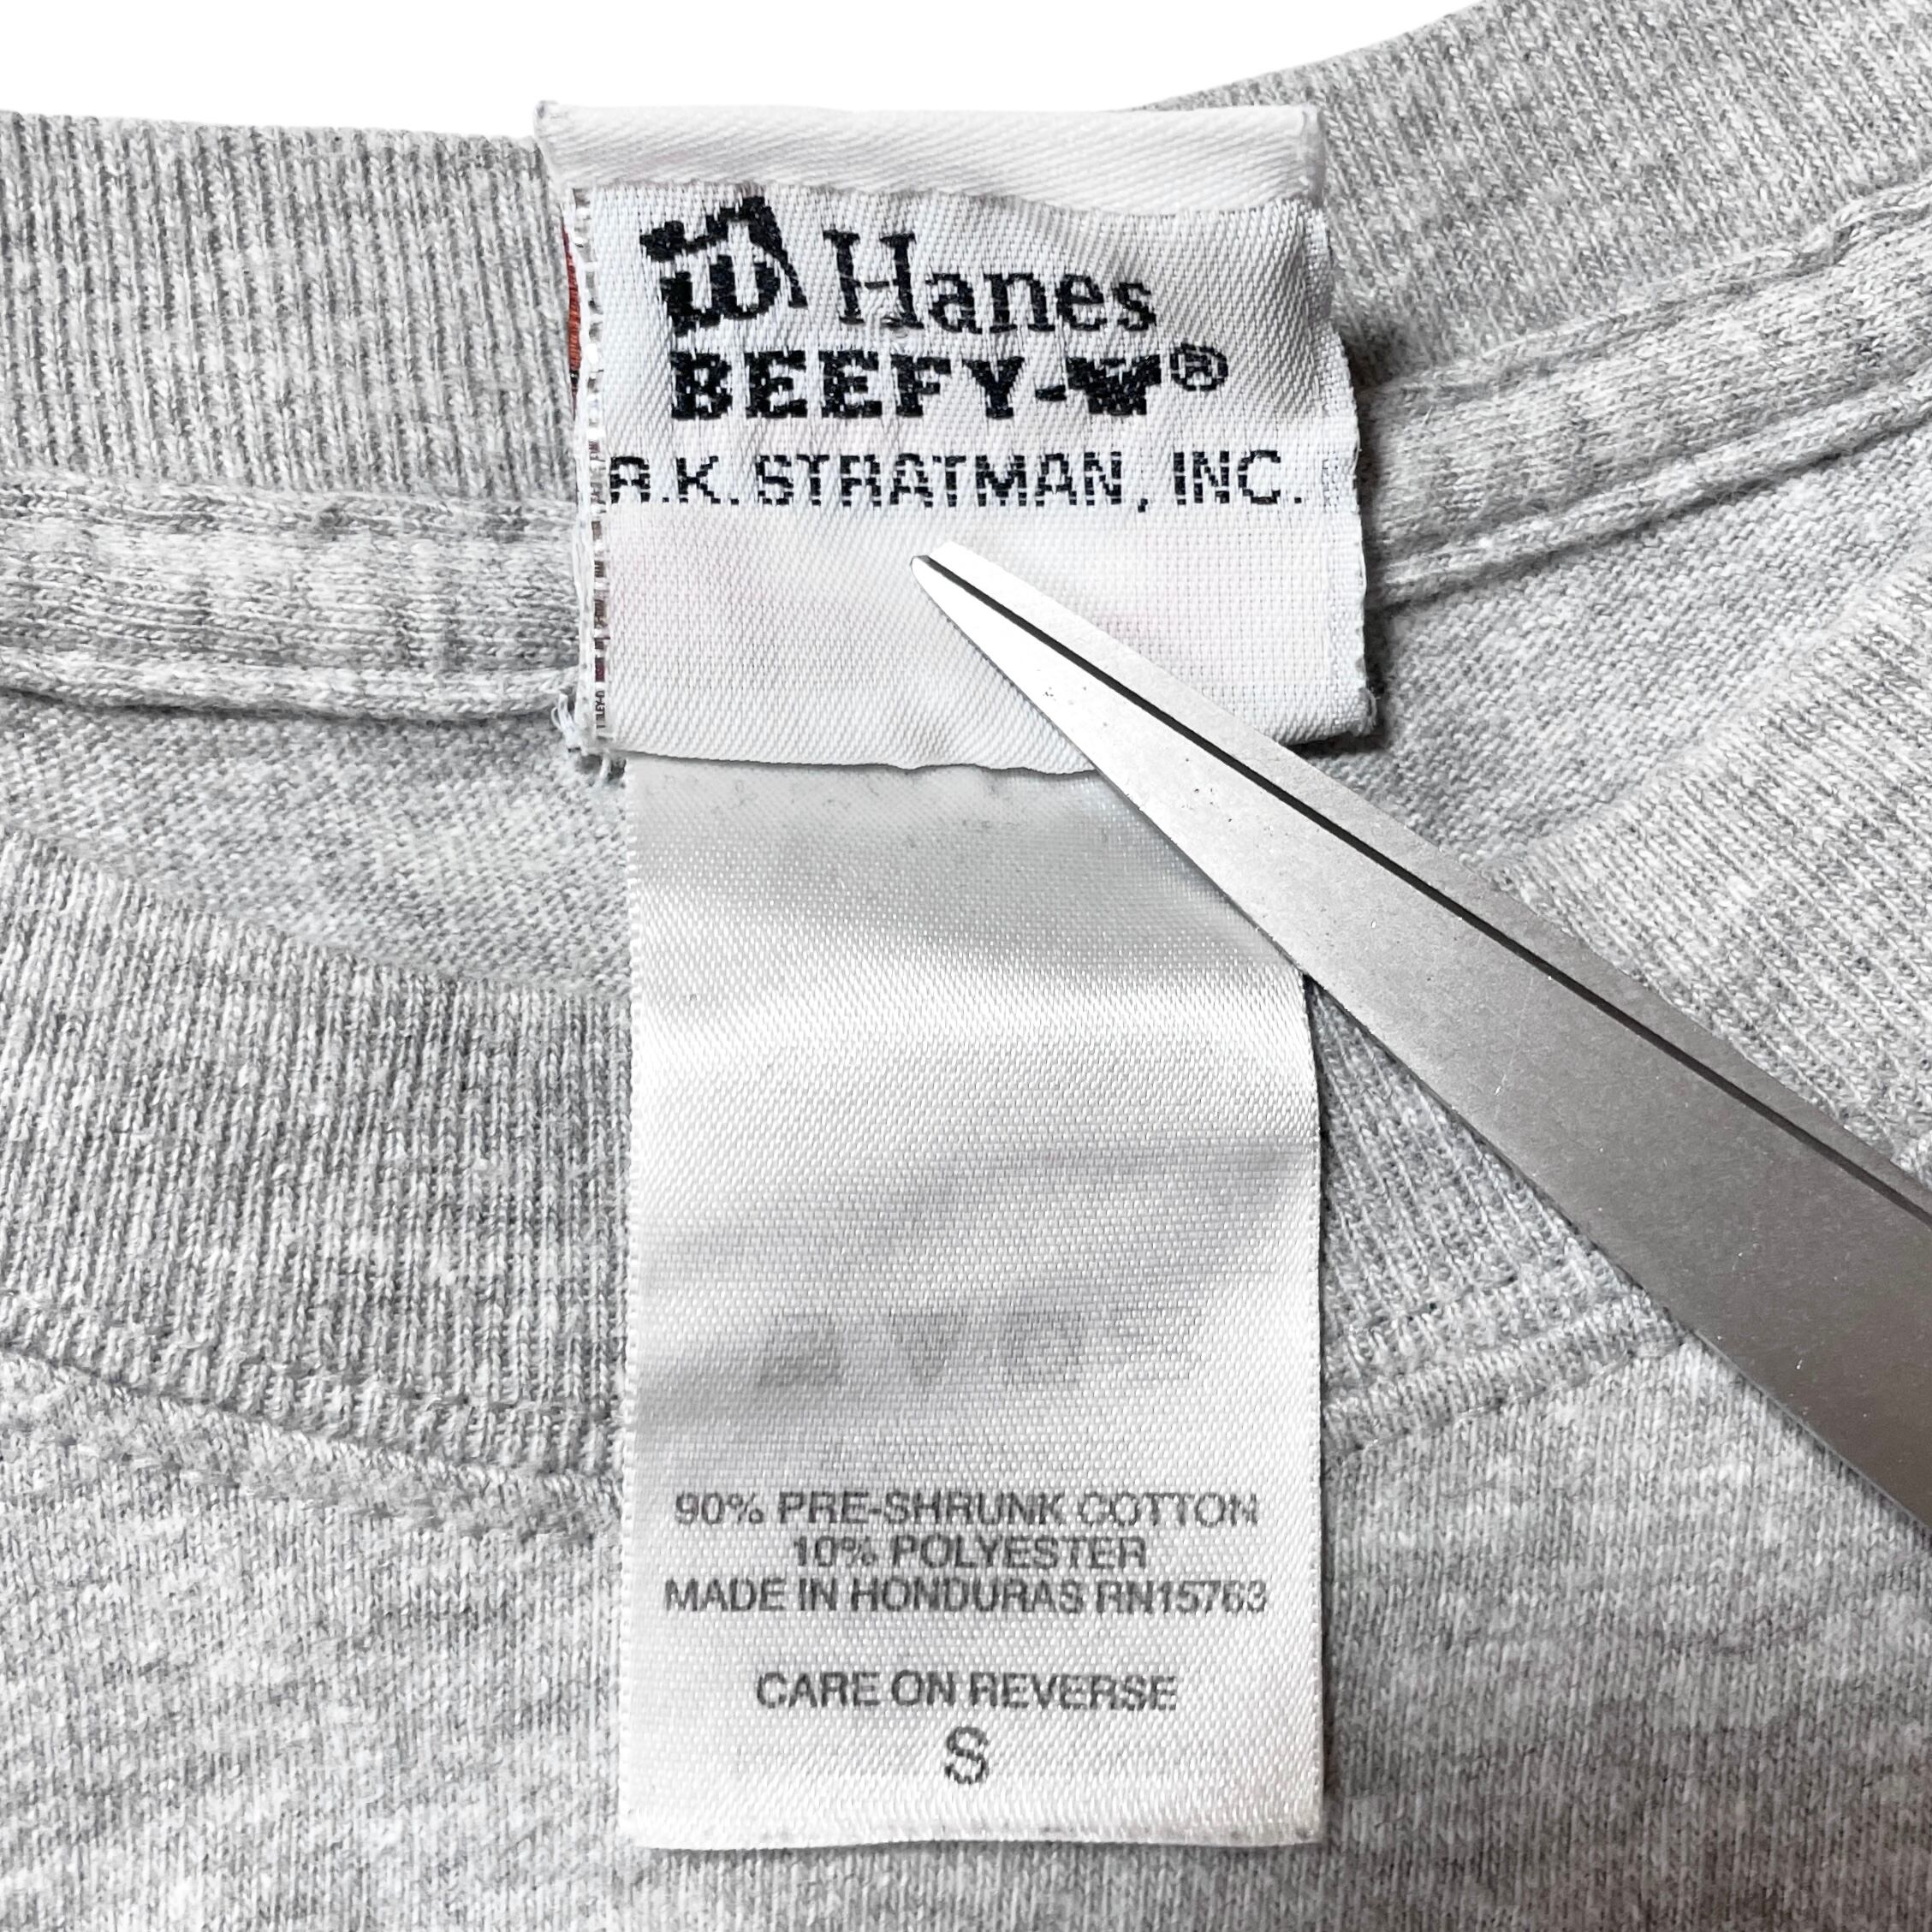 Hanes
BEEFY-T®
R.K. STRATMAN, INC.
90% PRE-SHRUNK COTTON
10% POLYESTER
MADE IN HONDURAS RN15763
CARE ON REVERSE
S